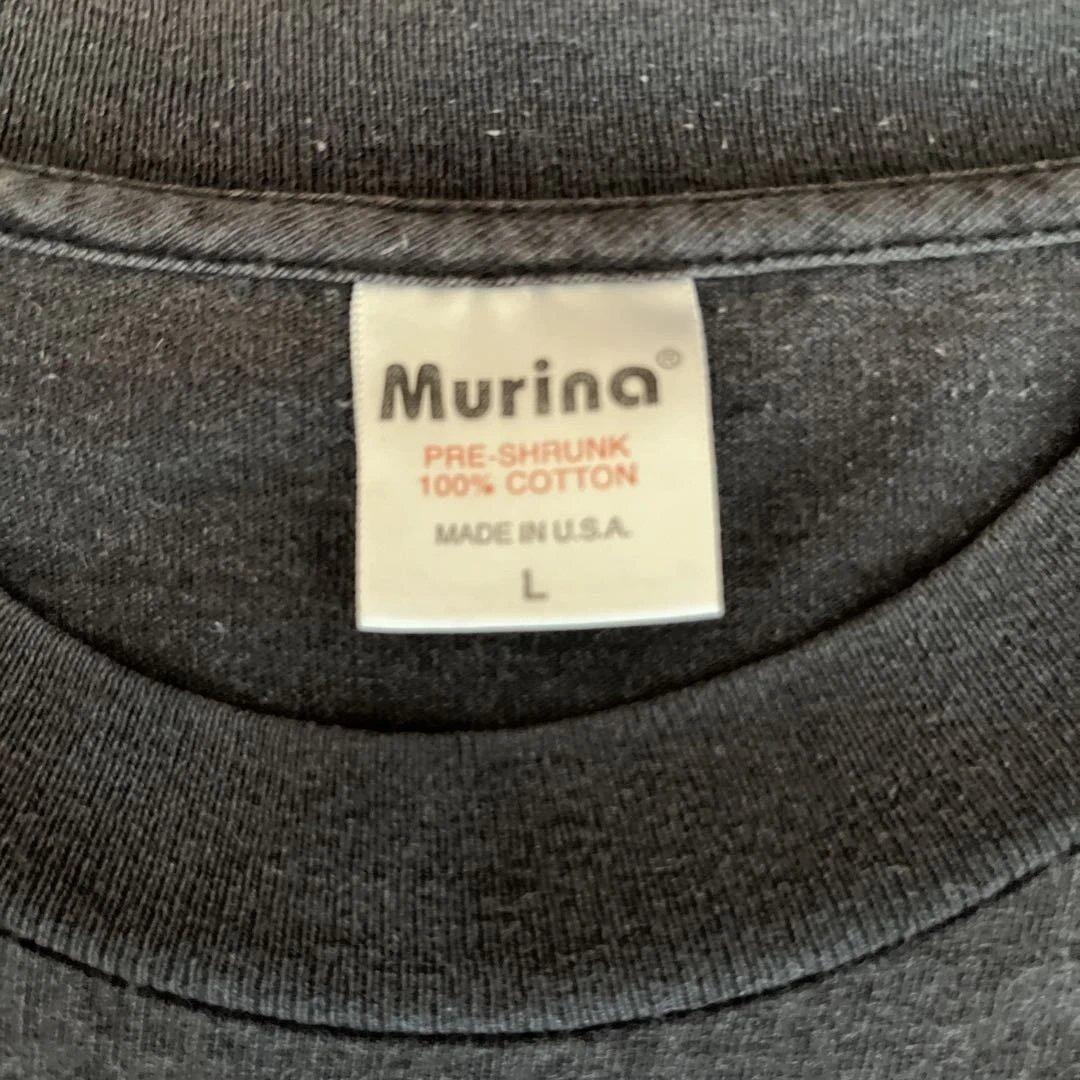 Murina®
PRE-SHRUNK
100% COTTON
MADE IN U.S.A.
L